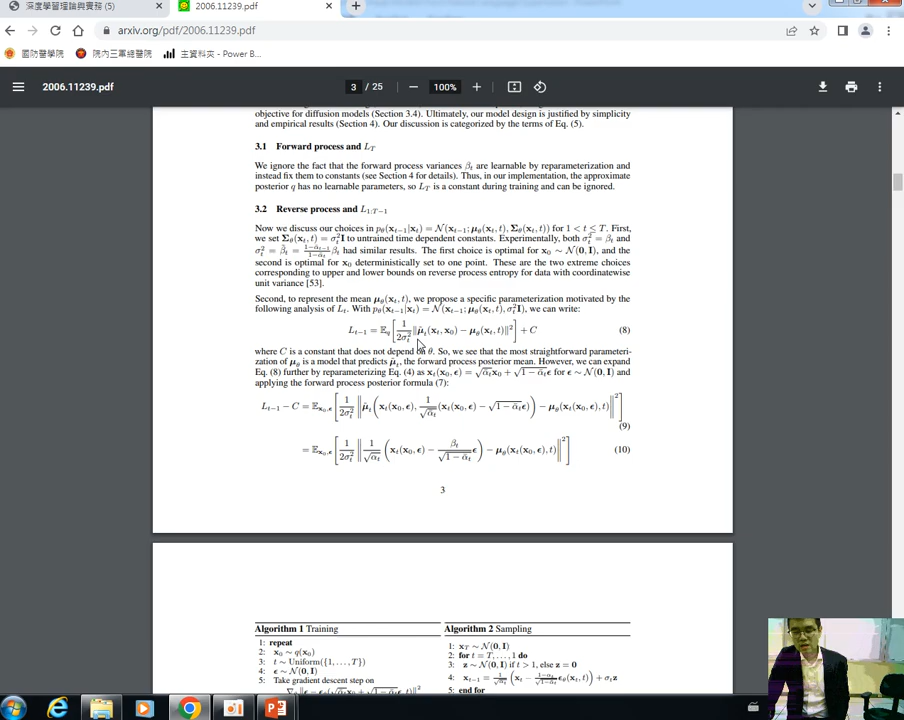 深度學習理論與實務 (5)
2006.11239.pdf
arxiv.org/pdf/2006.11239.pdf
國防醫學院
院內三軍總醫院
主資料夾 - Power B...
2006.11239.pdf
3 / 25
100%
objective for diffusion models (Section 3.4). Ultimately, our model design is justified by simplicity
and empirical results (Section 4). Our discussion is categorized by the terms of Eq. (5).
3.1 Forward process and L_T
We ignore the fact that the forward process variances β_t are learnable by reparameterization and
instead fix them to constants (see Section 4 for details). Thus, in our implementation, the approximate
posterior q has no learnable parameters, so L_T is a constant during training and can be ignored.
3.2 Reverse process and L_{1:T−1}
Now we discuss our choices in p_θ(x_{t−1}|x_t) = N(x_{t−1}; μ_θ(x_t, t), Σ_θ(x_t, t)) for 1 < t ≤ T. First,
we set Σ_θ(x_t, t) = σ_t^2 I to untrained time dependent constants. Experimentally, both σ_t^2 = β_t and
σ_t^2 = β̃_t = \frac{1−ᾱ_{t−1}}{1−ᾱ_t} β_t had similar results. The first choice is optimal for x_0 ∼ N(0, I), and the
second is optimal for x_0 deterministically set to one point. These are the two extreme choices
corresponding to upper and lower bounds on reverse process entropy for data with coordinatewise
unit variance [53].
Second, to represent the mean μ_θ(x_t, t), we propose a specific parameterization motivated by the
following analysis of L_t. With p_θ(x_{t−1}|x_t) = N(x_{t−1}; μ_θ(x_t, t), σ_t^2 I), we can write:
L_{t−1} = E_q [ \frac{1}{2σ_t^2} ‖μ̃_t(x_t, x_0) − μ_θ(x_t, t)‖^2 ] + C (8)
where C is a constant that does not depend on θ. So, we see that the most straightforward parameteri-
zation of μ_θ is a model that predicts μ̃_t, the forward process posterior mean. However, we can expand
Eq. (8) further by reparameterizing Eq. (4) as x_t(x_0, ε) = √ᾱ_t x_0 + √(1 − ᾱ_t) ε for ε ∼ N(0, I) and
applying the forward process posterior formula (7):
L_{t−1} − C = E_{x_0,ε} [ \frac{1}{2σ_t^2} ‖ μ̃_t ( x_t(x_0, ε), \frac{1}{√ᾱ_t} (x_t(x_0, ε) − √(1 − ᾱ_t) ε) ) − μ_θ(x_t(x_0, ε), t) ‖^2 ] (9)
= E_{x_0,ε} [ \frac{1}{2σ_t^2} ‖ \frac{1}{√α_t} ( x_t(x_0, ε) − \frac{β_t}{√(1 − ᾱ_t)} ε ) − μ_θ(x_t(x_0, ε), t) ‖^2 ] (10)
3
Algorithm 1 Training
1: repeat
2: x_0 ∼ q(x_0)
3: t ∼ Uniform({1, . . . , T})
4: ε ∼ N(0, I)
5: Take gradient descent step on
Algorithm 2 Sampling
1: x_T ∼ N(0, I)
2: for t = T, . . . , 1 do
3: z ∼ N(0, I) if t > 1, else z = 0
4: x_{t−1} = \frac{1}{√α_t} ( x_t − \frac{1−α_t}{√(1−ᾱ_t)} ε_θ(x_t, t) ) + σ_t z
5: end for